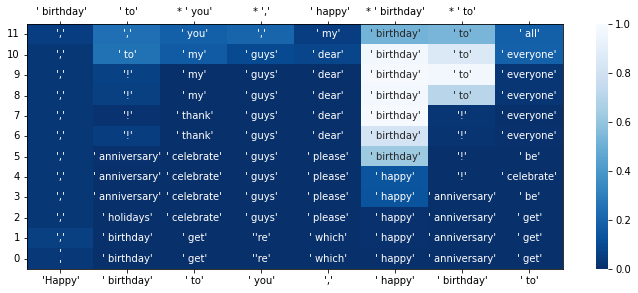 ' birthday' ' to' * ' you' * ',' ' happy' * ' birthday' * ' to'
11 ',' ',' ' you' ',' ' my' ' birthday' ' to' ' all' 1.0
10 ',' ' to' ' my' ' guys' ' dear' ' birthday' ' to' ' everyone'
9 ',' '!' ' my' ' guys' ' dear' ' birthday' ' to' ' everyone' 0.8
8 ',' '!' ' my' ' guys' ' dear' ' birthday' ' to' ' everyone'
7 ',' '!' ' thank' ' guys' ' dear' ' birthday' '!' ' everyone' 0.6
6 ',' '!' ' thank' ' guys' ' dear' ' birthday' '!' ' everyone'
5 ',' ' anniversary' ' celebrate' ' guys' ' please' ' birthday' '!' ' be'
4 ',' ' anniversary' ' celebrate' ' guys' ' please' ' happy' '!' ' celebrate' 0.4
3 ',' ' anniversary' ' celebrate' ' guys' ' please' ' happy' ' anniversary' ' be'
2 ',' ' holidays' ' celebrate' ' guys' ' please' ' happy' ' anniversary' ' get' 0.2
1 ',' ' birthday' ' get' ''re' ' which' ' happy' ' anniversary' ' get'
0 ' birthday' ' get' ''re' ' which' ' happy' ' anniversary' ' get' 0.0
'Happy' ' birthday' ' to' ' you' ',' ' happy' ' birthday' ' to'